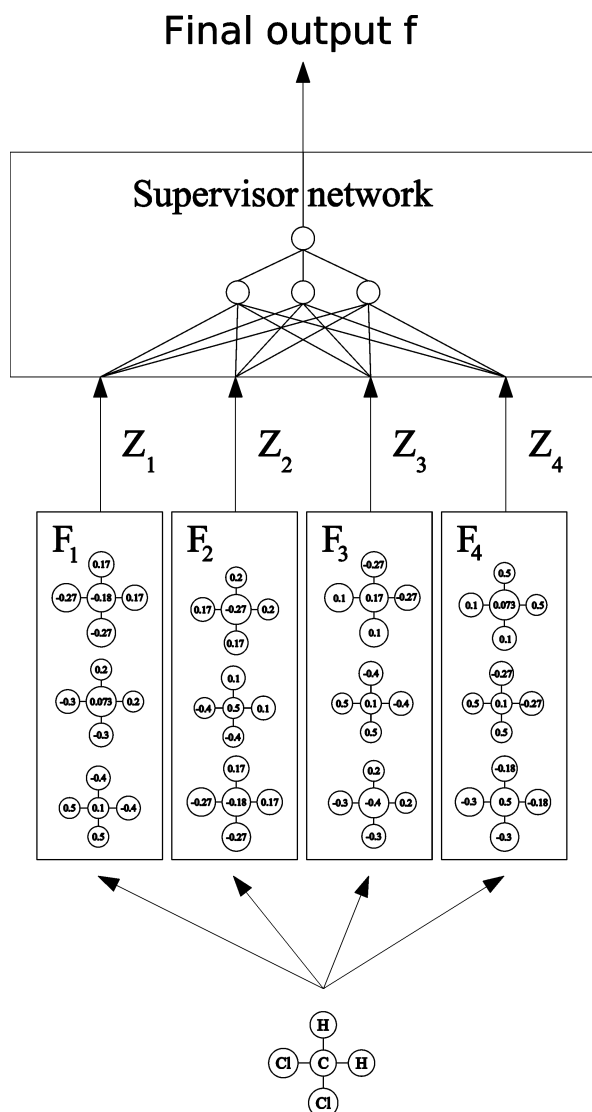 Final output f
Supervisor network
Z1 Z2 Z3 Z4
F1 F2 F3 F4
0.17
-0.27 -0.18 0.17
-0.27
0.2
-0.3 0.073 0.2
-0.3
-0.4
0.5 0.1 -0.4
0.5
0.2
0.17 -0.27 0.2
0.17
0.1
-0.4 0.5 0.1
-0.4
0.17
-0.27 -0.18 0.17
-0.27
-0.27
0.1 0.17 -0.27
0.1
-0.4
0.5 0.1 -0.4
0.5
0.2
-0.3 -0.4 0.2
-0.3
0.5
0.1 0.073 0.5
0.1
-0.27
0.5 0.1 -0.27
0.5
-0.18
-0.3 0.5 -0.18
-0.3
H
Cl C H
Cl